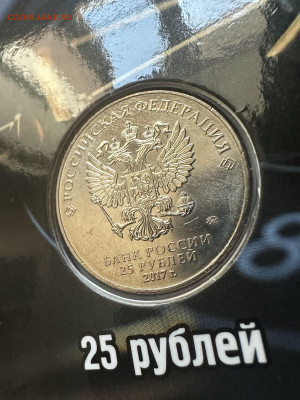 РОССИЙСКАЯ ФЕДЕРАЦИЯ
БАНК РОССИИ
25 РУБЛЕЙ
2017 г.
25 рублей